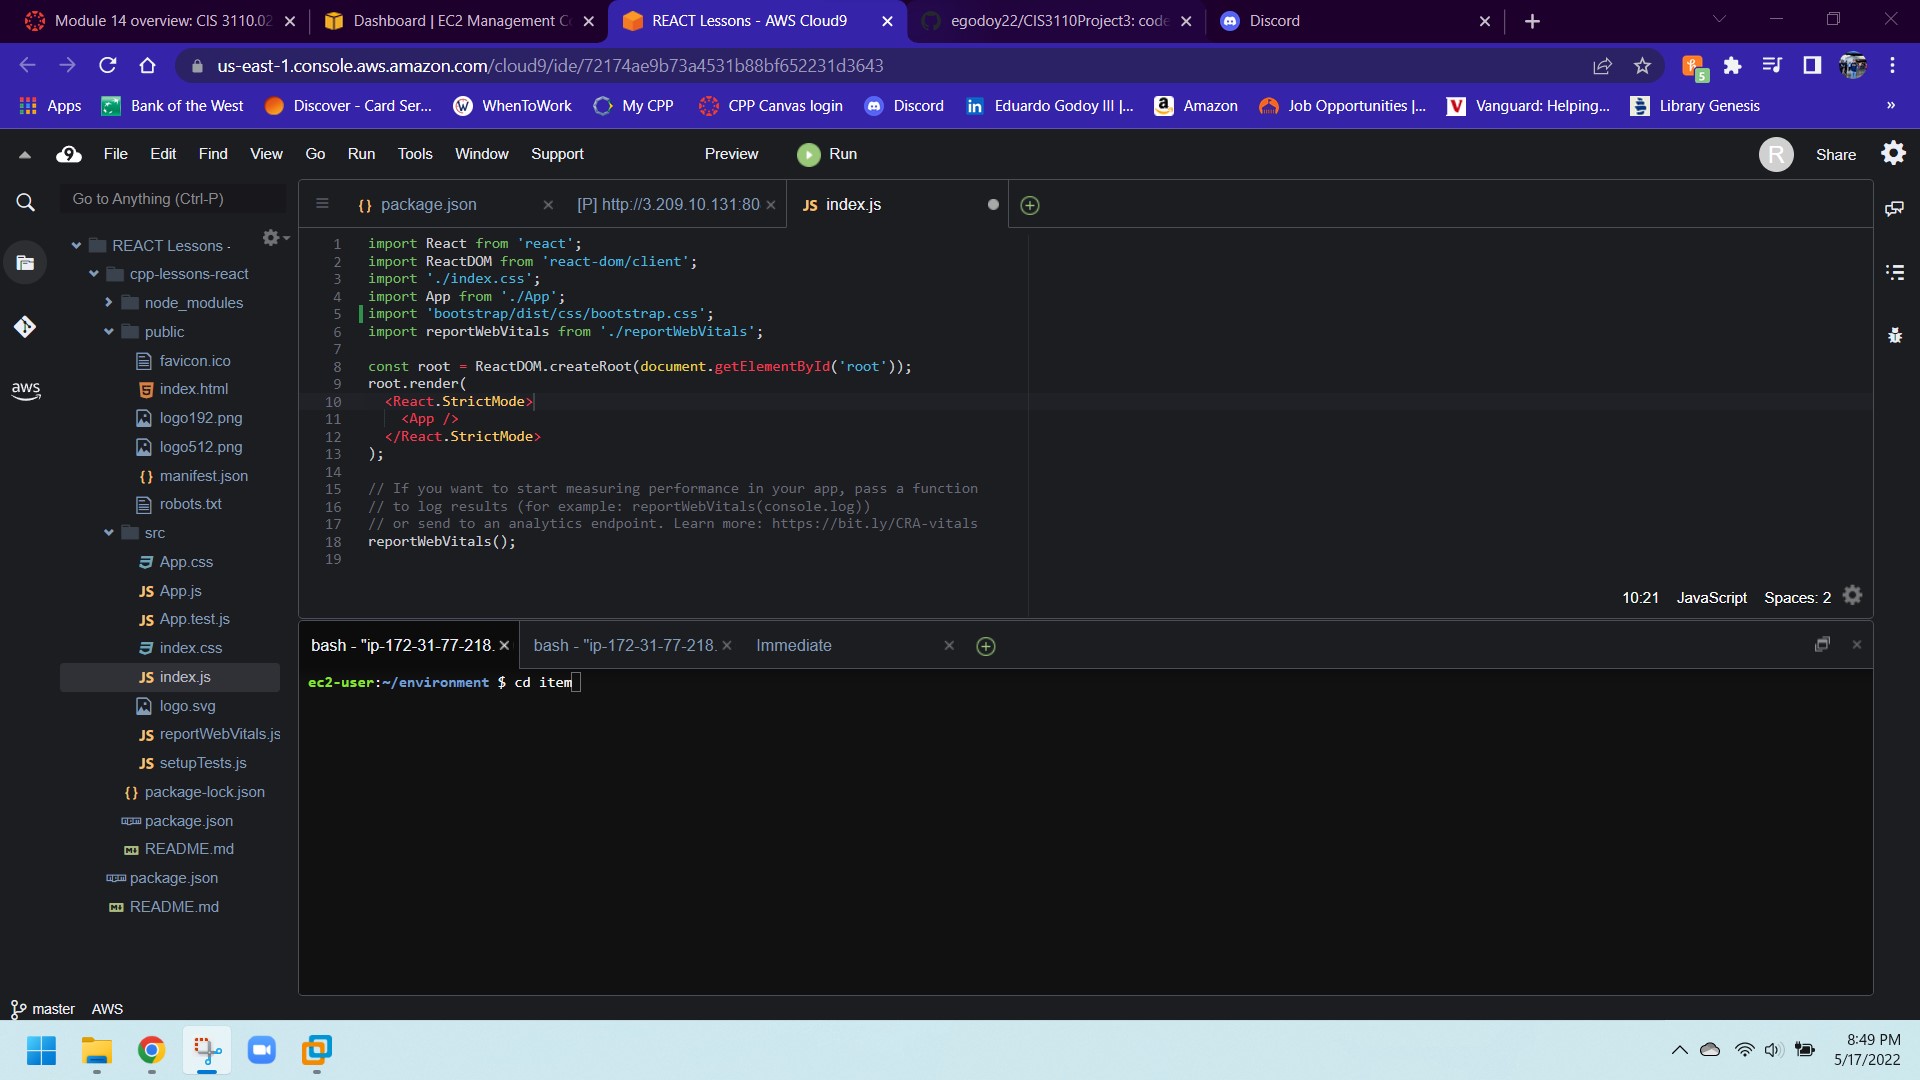 Module 14 overview: CIS 3110.02
Dashboard | EC2 Management Co
REACT Lessons - AWS Cloud9
egodoy22/CIS3110Project3: code
Discord
us-east-1.console.aws.amazon.com/cloud9/ide/72174ae9b73a4531b88bf652231d3643
5
Apps
Bank of the West
Discover - Card Ser...
WhenToWork
My CPP
CPP Canvas login
Discord
Eduardo Godoy III |...
Amazon
Job Opportunities |...
Vanguard: Helping...
Library Genesis
»
File Edit Find View Go Run Tools Window Support Preview Run
R
Share
Go to Anything (Ctrl-P)
REACT Lessons -
cpp-lessons-react
node_modules
public
favicon.ico
index.html
logo192.png
logo512.png
manifest.json
robots.txt
src
App.css
App.js
App.test.js
index.css
index.js
logo.svg
reportWebVitals.js
setupTests.js
package-lock.json
package.json
README.md
package.json
README.md
aws
package.json
[P] http://3.209.10.131:80
JS index.js
1 import React from 'react';
2 import ReactDOM from 'react-dom/client';
3 import './index.css';
4 import App from './App';
5 import 'bootstrap/dist/css/bootstrap.css';
6 import reportWebVitals from './reportWebVitals';
7
8 const root = ReactDOM.createRoot(document.getElementById('root'));
9 root.render(
10 <React.StrictMode>
11 <App />
12 </React.StrictMode>
13 );
14
15 // If you want to start measuring performance in your app, pass a function
16 // to log results (for example: reportWebVitals(console.log))
17 // or send to an analytics endpoint. Learn more: https://bit.ly/CRA-vitals
18 reportWebVitals();
19
10:21 JavaScript Spaces: 2
bash - "ip-172-31-77-218.
bash - "ip-172-31-77-218.
Immediate
ec2-user:~/environment $ cd item
master AWS
8:49 PM
5/17/2022